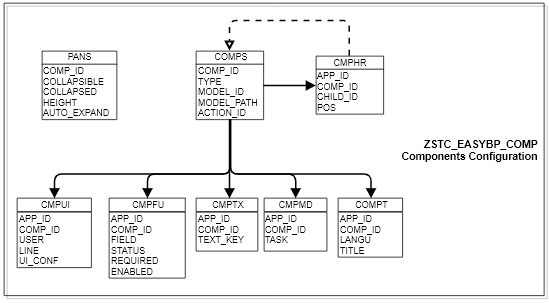 PANS
COMP_ID
COLLAPSIBLE
COLLAPSED
HEIGHT
AUTO_EXPAND
COMPS
COMP_ID
TYPE
MODEL_ID
MODEL_PATH
ACTION_ID
CMPHR
APP_ID
COMP_ID
CHILD_ID
POS
ZSTC_EASYBP_COMP
Components Configuration
CMPUI
APP_ID
COMP_ID
USER
LINE
UI_CONF
CMPFU
APP_ID
COMP_ID
FIELD
STATUS
REQUIRED
ENABLED
CMPTX
APP_ID
COMP_ID
TEXT_KEY
CMPMD
APP_ID
COMP_ID
TASK
COMPT
APP_ID
COMP_ID
LANGU
TITLE